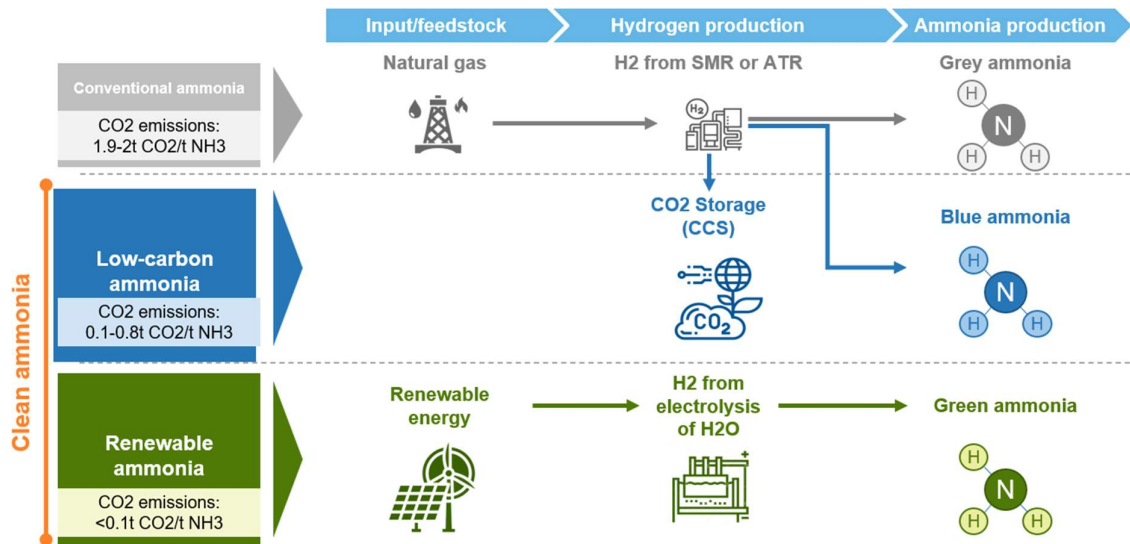 Input/feedstock
Hydrogen production
Ammonia production
Conventional ammonia
CO2 emissions:
1.9-2t CO2/t NH3
Natural gas
H2 from SMR or ATR
Grey ammonia
H2
H
N
H
H
Clean ammonia
Low-carbon
ammonia
CO2 emissions:
0.1-0.8t CO2/t NH3
CO2 Storage
(CCS)
CO2
Blue ammonia
H
N
H
H
Renewable
ammonia
CO2 emissions:
<0.1t CO2/t NH3
Renewable
energy
H2 from
electrolysis
of H2O
Green ammonia
H
N
H
H